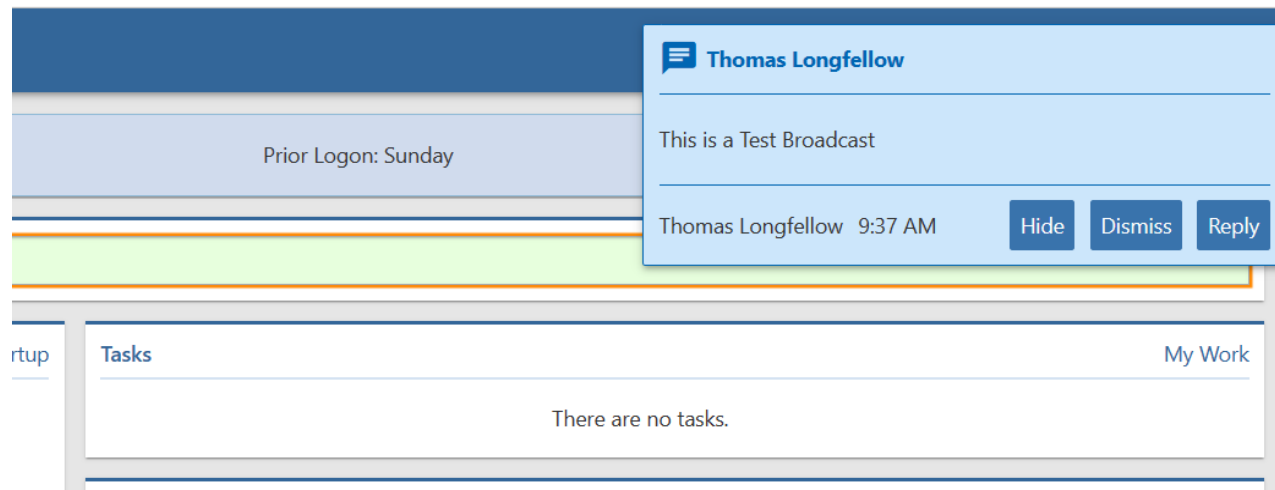 Thomas Longfellow
This is a Test Broadcast
Prior Logon: Sunday
Thomas Longfellow 9:37 AM Hide Dismiss Reply
rtup
Tasks My Work
There are no tasks.